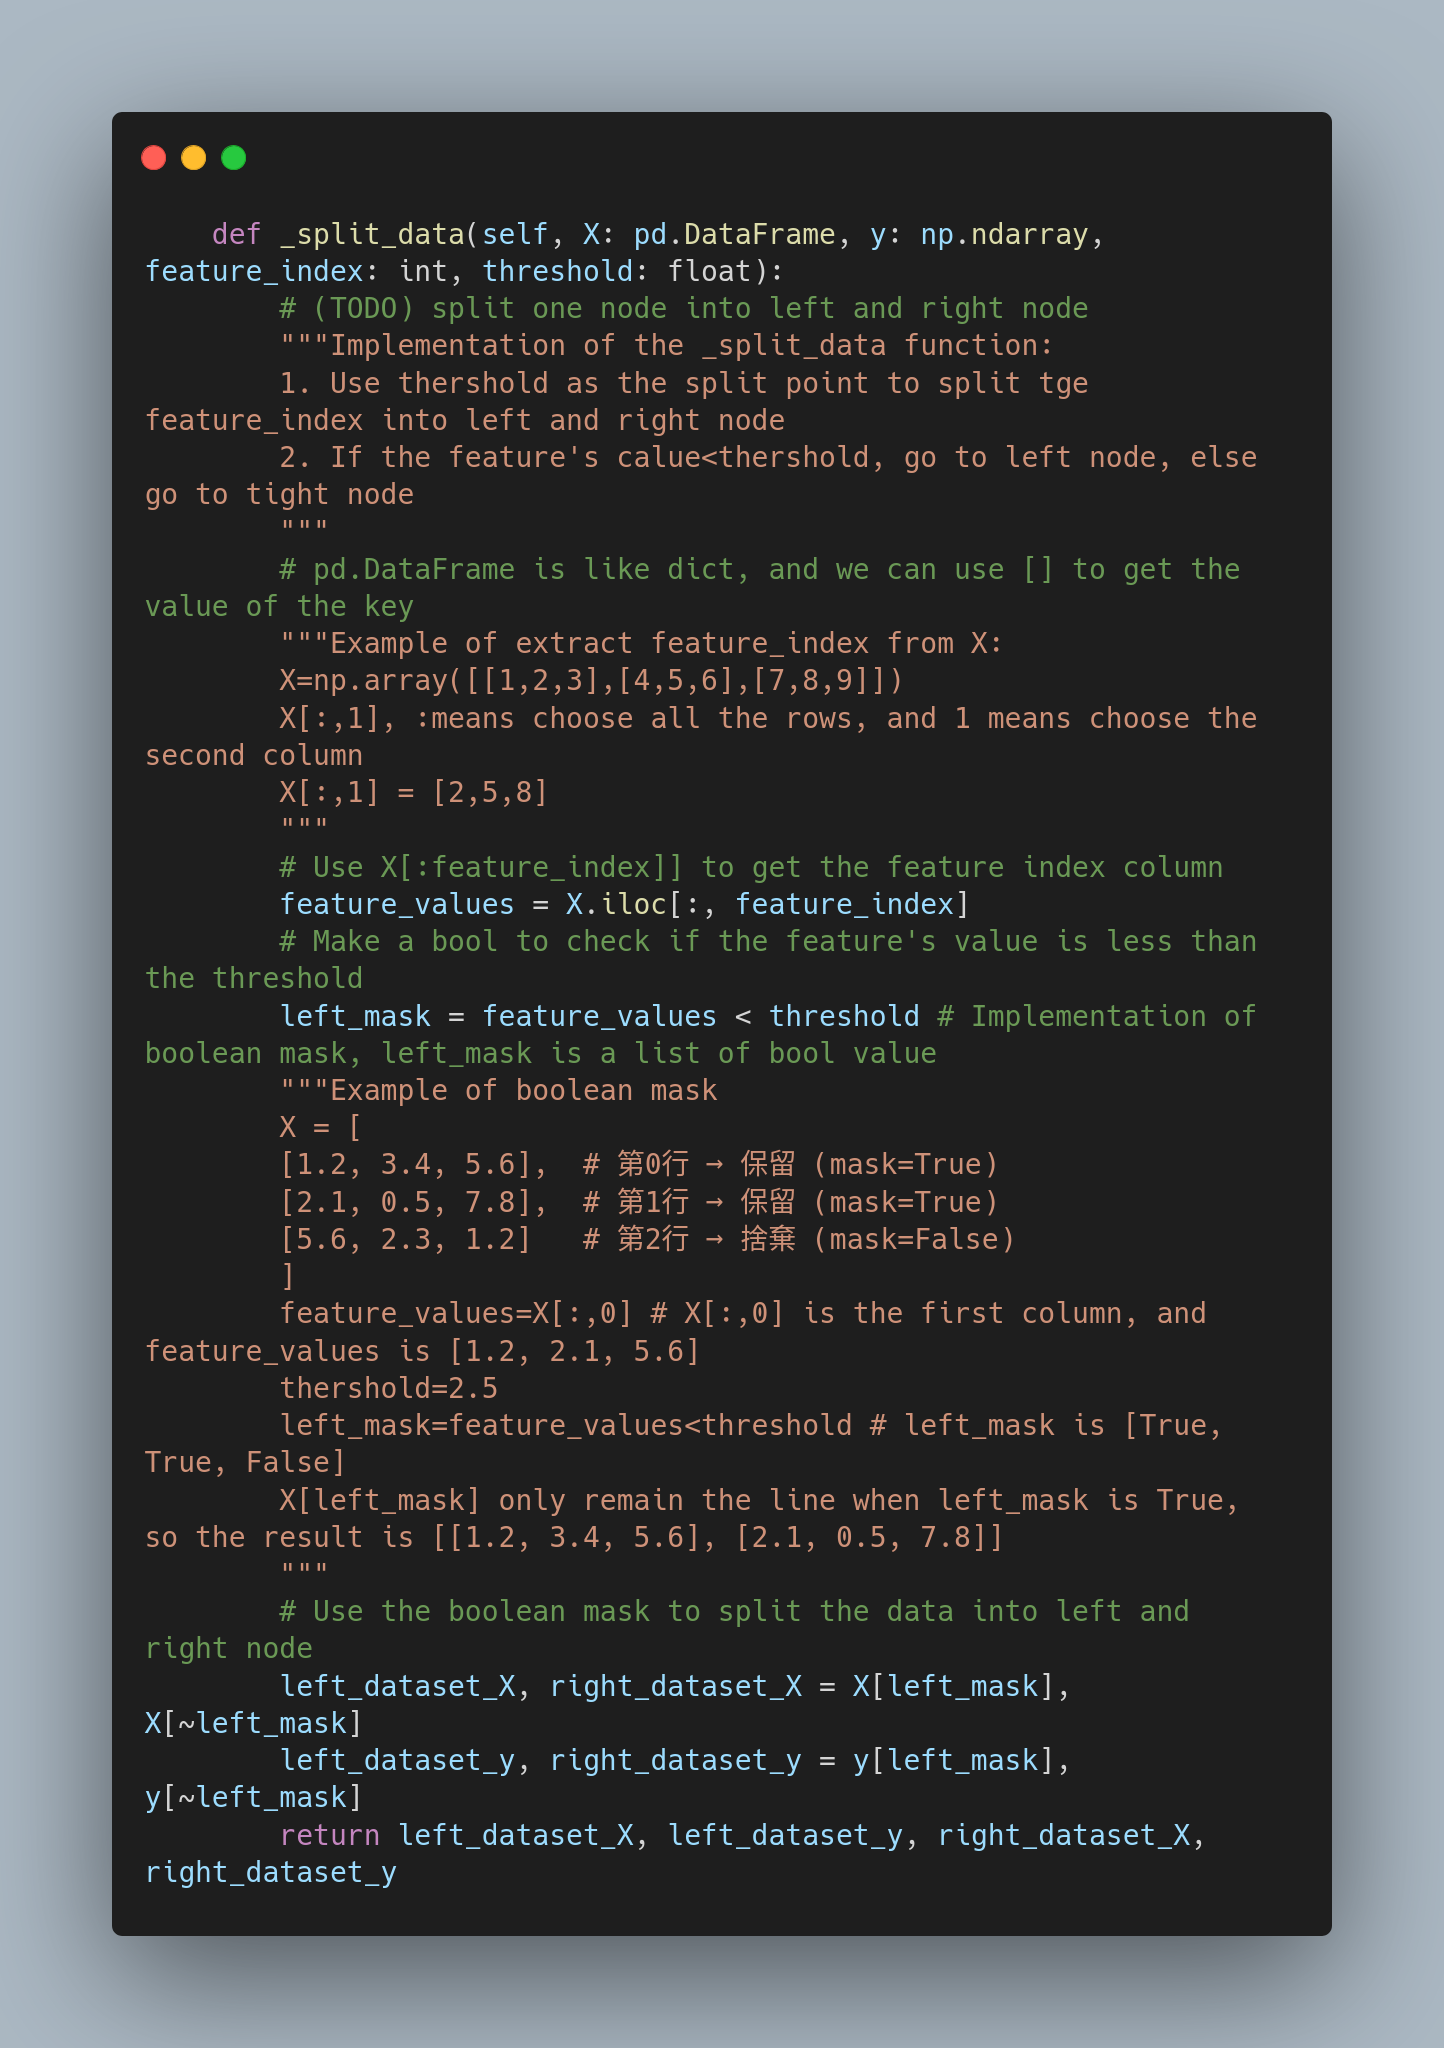 def _split_data(self, X: pd.DataFrame, y: np.ndarray,
feature_index: int, threshold: float):
        # (TODO) split one node into left and right node
        """Implementation of the _split_data function:
        1. Use thershold as the split point to split tge
feature_index into left and right node
        2. If the feature's calue<thershold, go to left node, else
go to tight node
        """
        # pd.DataFrame is like dict, and we can use [] to get the
value of the key
        """Example of extract feature_index from X:
        X=np.array([[1,2,3],[4,5,6],[7,8,9]])
        X[:,1], :means choose all the rows, and 1 means choose the
second column
        X[:,1] = [2,5,8]
        """
        # Use X[:feature_index]] to get the feature index column
        feature_values = X.iloc[:, feature_index]
        # Make a bool to check if the feature's value is less than
the threshold
        left_mask = feature_values < threshold # Implementation of
boolean mask, left_mask is a list of bool value
        """Example of boolean mask
        X = [
        [1.2, 3.4, 5.6],  # 第0行 → 保留 (mask=True)
        [2.1, 0.5, 7.8],  # 第1行 → 保留 (mask=True)
        [5.6, 2.3, 1.2]   # 第2行 → 捨棄 (mask=False)
        ]
        feature_values=X[:,0] # X[:,0] is the first column, and
feature_values is [1.2, 2.1, 5.6]
        thershold=2.5
        left_mask=feature_values<threshold # left_mask is [True,
True, False]
        X[left_mask] only remain the line when left_mask is True,
so the result is [[1.2, 3.4, 5.6], [2.1, 0.5, 7.8]]
        """
        # Use the boolean mask to split the data into left and
right node
        left_dataset_X, right_dataset_X = X[left_mask],
X[~left_mask]
        left_dataset_y, right_dataset_y = y[left_mask],
y[~left_mask]
        return left_dataset_X, left_dataset_y, right_dataset_X,
right_dataset_y